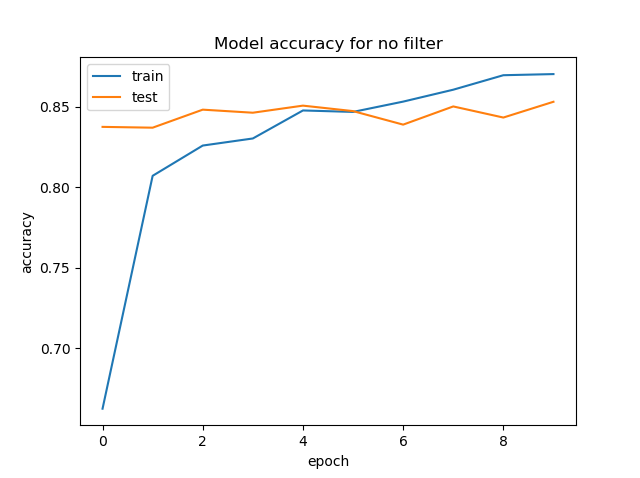 Model accuracy for no filter
train
test
accuracy
0.85
0.80
0.75
0.70
0 2 4 6 8
epoch